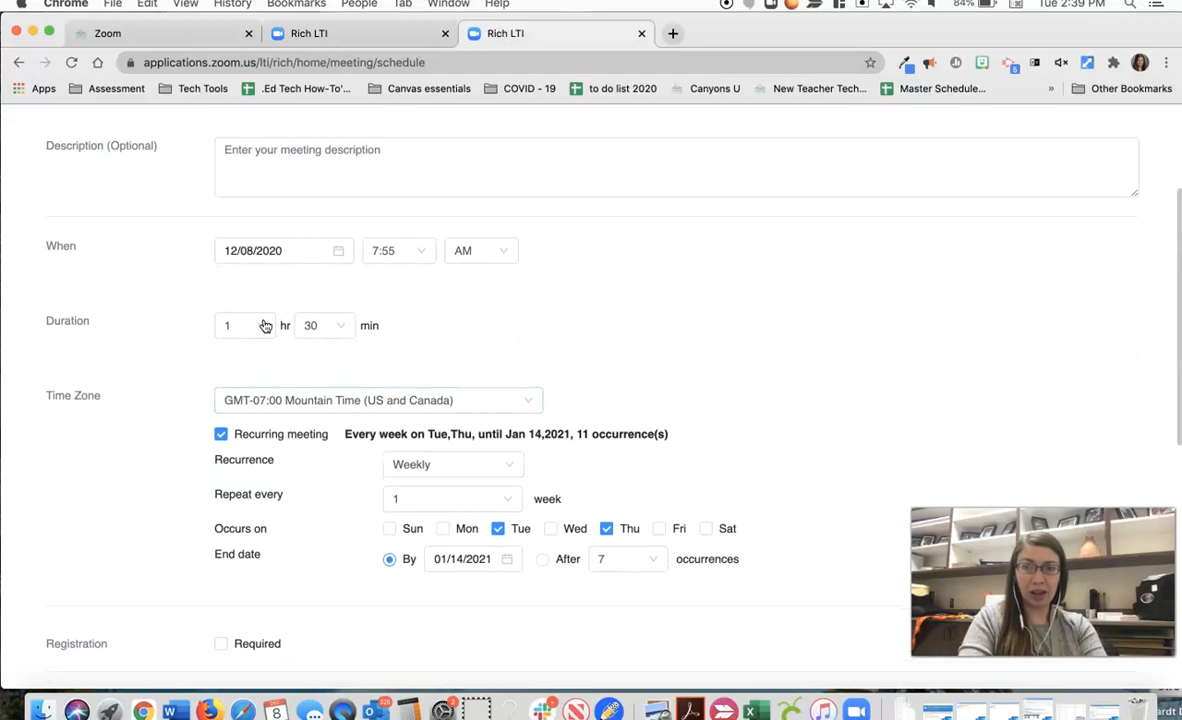 Chrome File Edit View History Bookmarks People Tab Window Help 84% Tue 2:39 PM
Zoom Rich LTI Rich LTI
applications.zoom.us/lti/rich/home/meeting/schedule
Apps Assessment Tech Tools .Ed Tech How-To'... Canvas essentials COVID - 19 to do list 2020 Canyons U New Teacher Tech... Master Schedule... » Other Bookmarks
Description (Optional) Enter your meeting description
When 12/08/2020 7:55 AM
Duration 1 hr 30 min
Time Zone GMT-07:00 Mountain Time (US and Canada)
Recurring meeting Every week on Tue,Thu, until Jan 14,2021, 11 occurrence(s)
Recurrence Weekly
Repeat every 1 week
Occurs on Sun Mon Tue Wed Thu Fri Sat
End date By 01/14/2021 After 7 occurrences
Registration Required